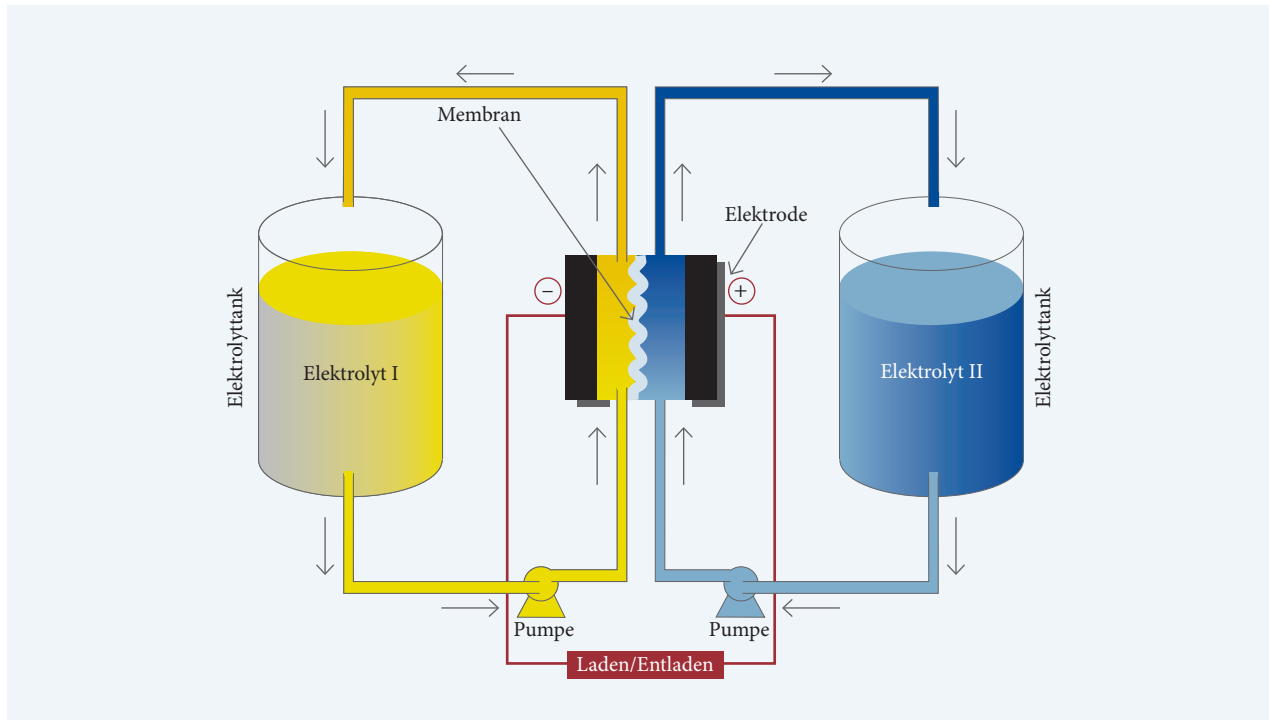 Membran
Elektrode
−
+
Elektrolyttank
Elektrolyt I
Elektrolyt II
Elektrolyttank
Pumpe
Pumpe
Laden/Entladen